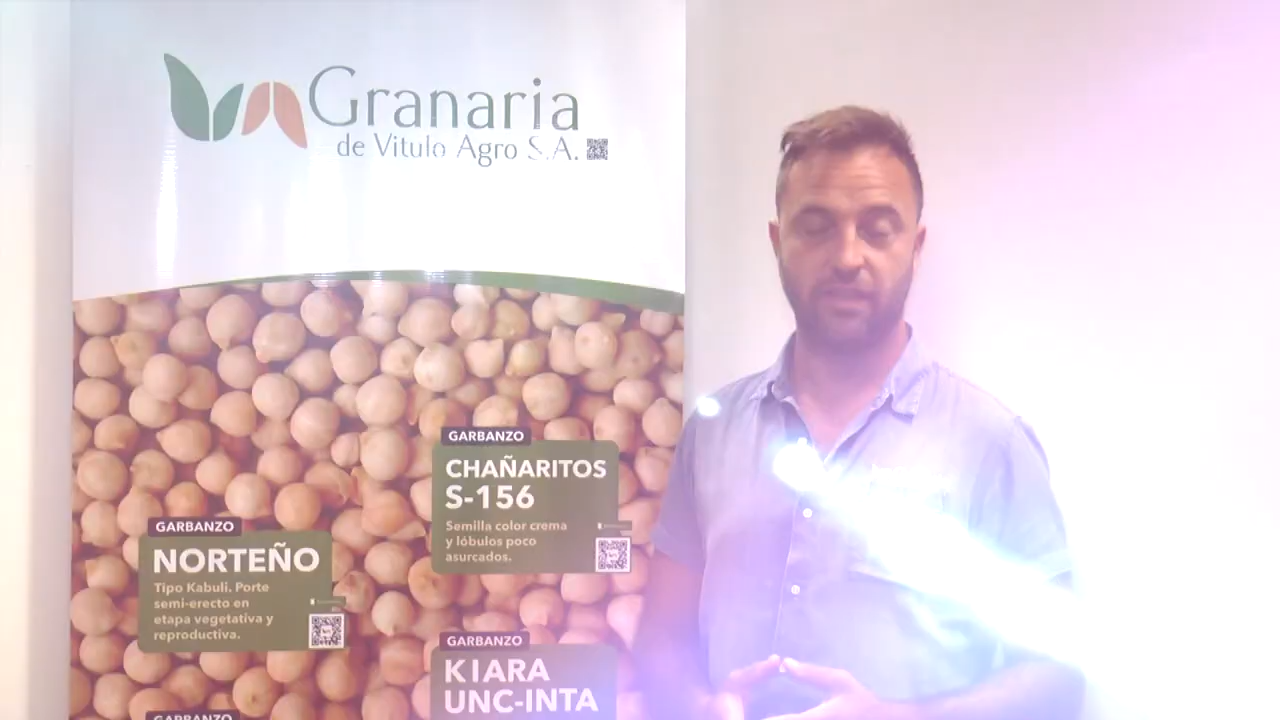 Granaria
de Vitulo Agro S.A.
GARBANZO
CHAÑARITOS
S-156
Semilla color crema
y lóbulos poco
asurcados.
GARBANZO
NORTEÑO
Tipo Kabuli. Porte
semi-erecto en
etapa vegetativa y
reproductiva.
GARBANZO
KIARA
UNC-INTA
GARBANZO